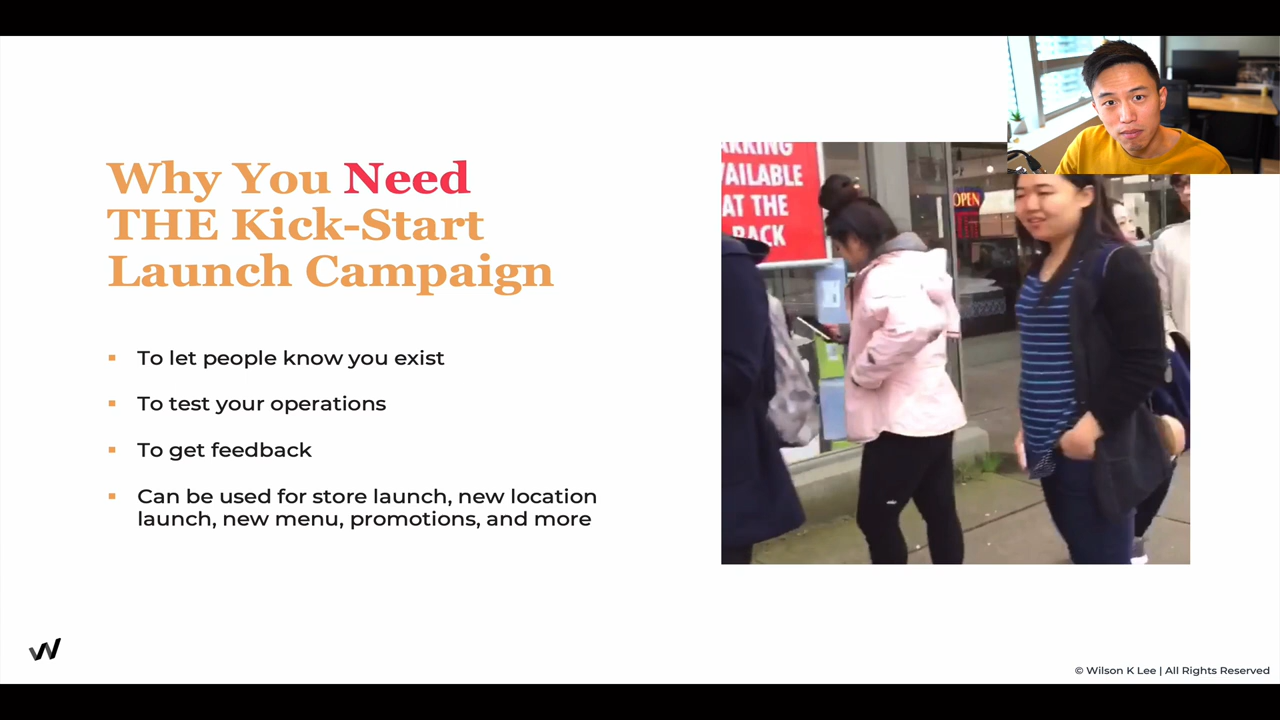 Why You Need
THE Kick-Start
Launch Campaign
To let people know you exist
To test your operations
To get feedback
Can be used for store launch, new location
launch, new menu, promotions, and more
AVAILABLE
AT THE
BACK
OPEN
© Wilson K Lee | All Rights Reserved